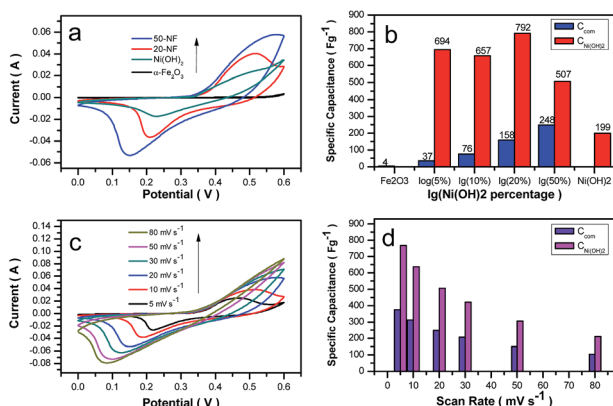 a
50-NF
20-NF
Ni(OH)2
α-Fe2O3
0.06
0.04
0.02
0.00
-0.02
-0.04
-0.06
Current ( A )
0.0 0.1 0.2 0.3 0.4 0.5 0.6
Potential ( V )
b
Ccom
CNi(OH)2
900
800
700
600
500
400
300
200
100
0
Specific Capacitance ( Fg-1)
4 37 694 76 657 158 792 248 507 199
Fe2O3 log(5%) lg(10%) lg(20%) lg(50%) Ni(OH)2
lg(Ni(OH)2 percentage )
c
80 mV s-1
50 mV s-1
30 mV s-1
20 mV s-1
10 mV s-1
5 mV s-1
0.14
0.12
0.10
0.08
0.06
0.04
0.02
0.00
-0.02
-0.04
-0.06
-0.08
Current ( A )
0.0 0.1 0.2 0.3 0.4 0.5 0.6
Potential ( V )
d
Ccom
CNi(OH)2
900
800
700
600
500
400
300
200
100
0
Specific Capacitance ( Fg-1)
0 10 20 30 40 50 60 70 80
Scan Rate ( mV s-1)